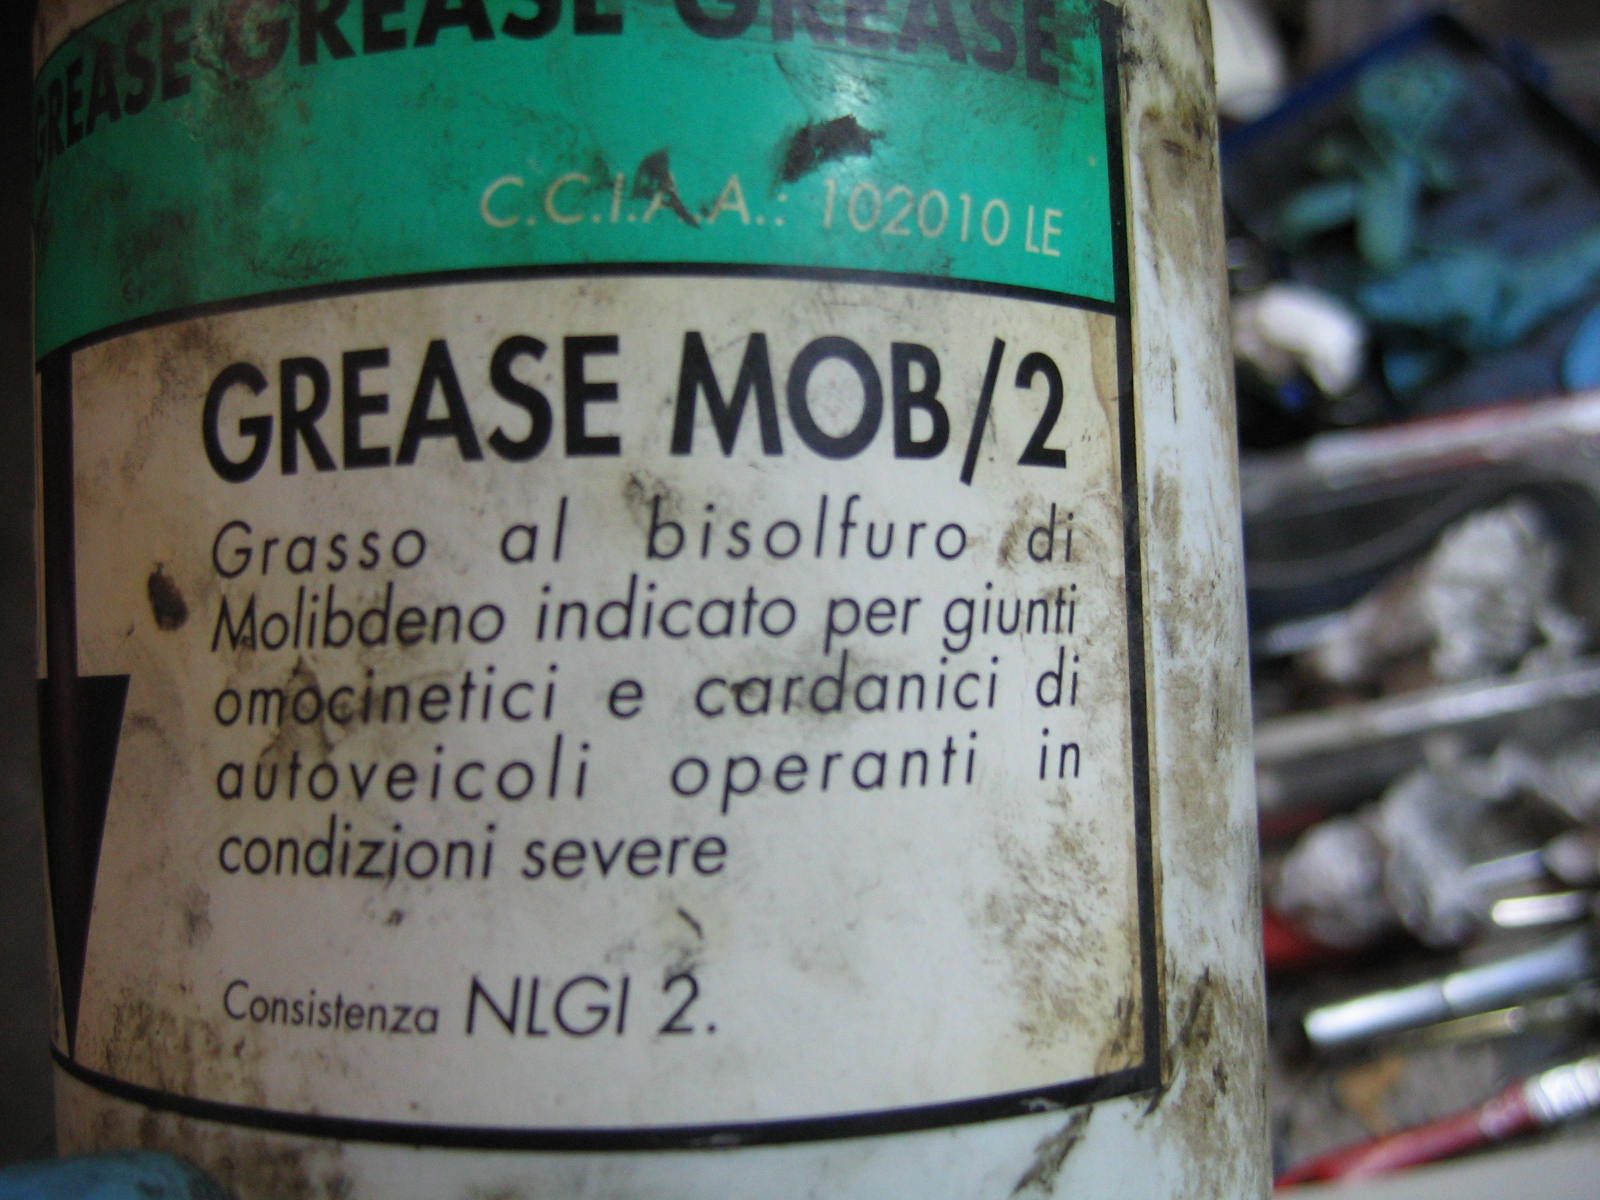 GREASE GREASE GREASE GREASE
C.C.I.A.A.: 102010 LE
GREASE MOB/2
Grasso al bisolfuro di
Molibdeno indicato per giunti
omocinetici e cardanici di
autoveicoli operanti in
condizioni severe
Consistenza NLGI 2.